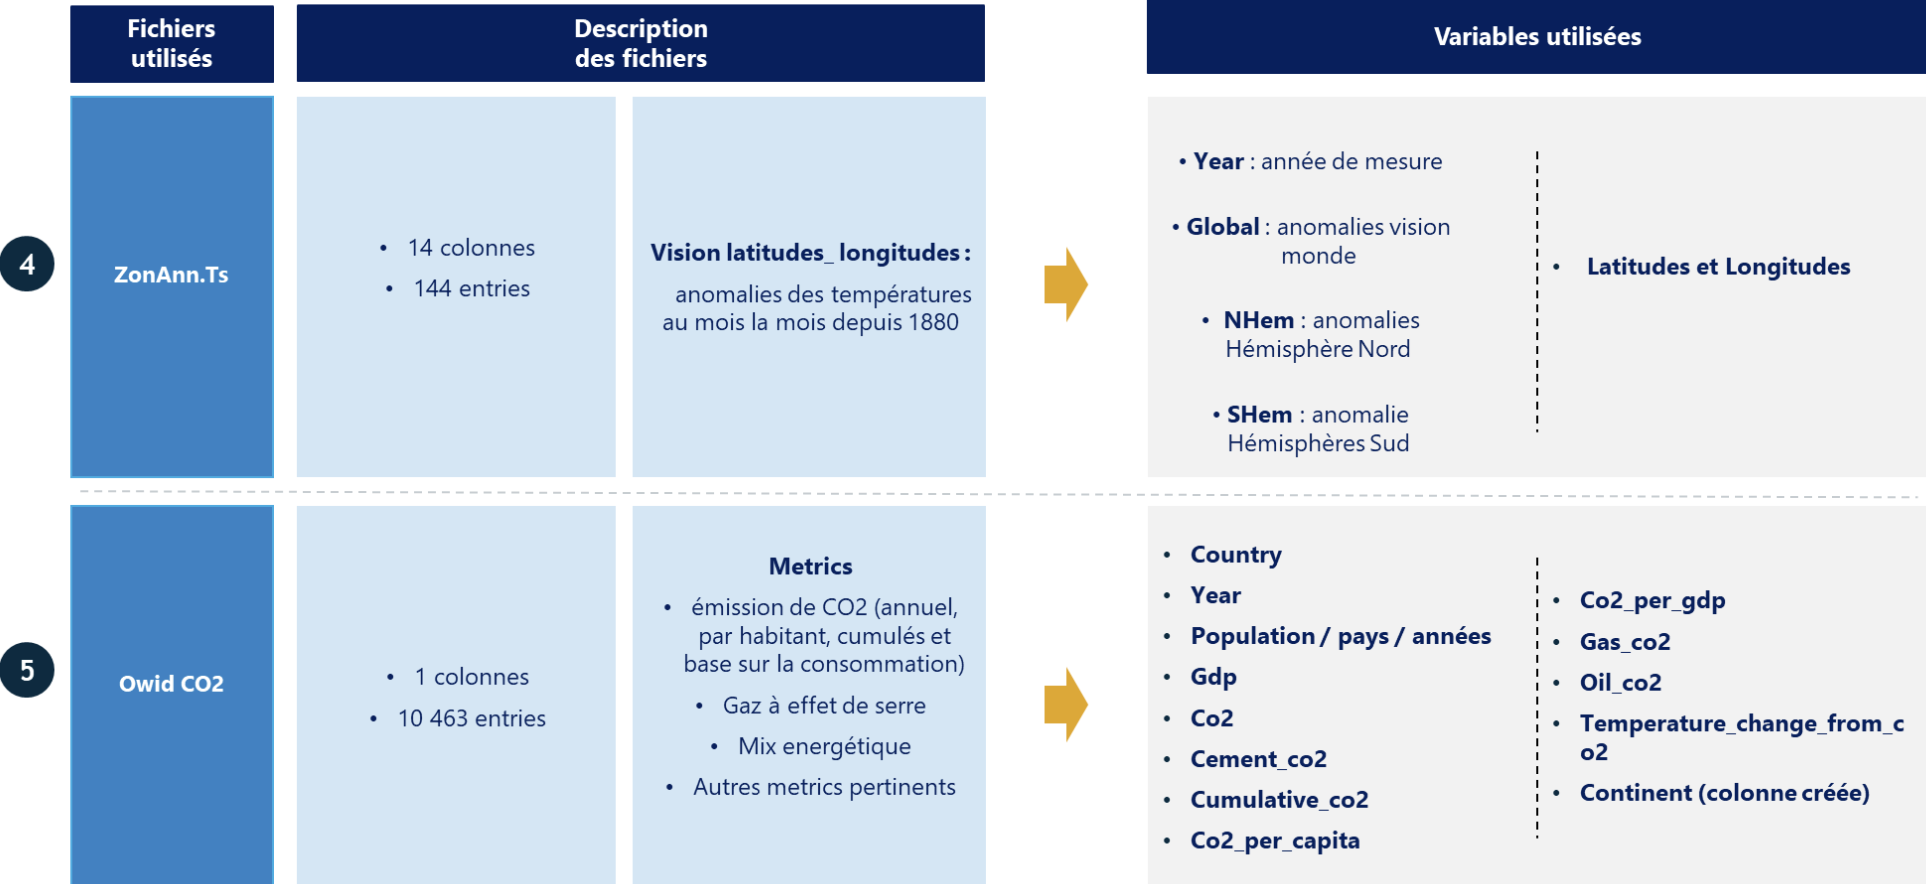 Fichiers
utilisés
Description
des fichiers
Variables utilisées
4
ZonAnn.Ts
• 14 colonnes
• 144 entries
Vision latitudes_ longitudes :
anomalies des températures
au mois la mois depuis 1880
• Year : année de mesure
• Global : anomalies vision
monde
• NHem : anomalies
Hémisphère Nord
• SHem : anomalie
Hémisphères Sud
• Latitudes et Longitudes
5
Owid CO2
• 1 colonnes
• 10 463 entries
Metrics
• émission de CO2 (annuel,
par habitant, cumulés et
base sur la consommation)
• Gaz à effet de serre
• Mix energétique
• Autres metrics pertinents
• Country
• Year
• Population / pays / années
• Gdp
• Co2
• Cement_co2
• Cumulative_co2
• Co2_per_capita
• Co2_per_gdp
• Gas_co2
• Oil_co2
• Temperature_change_from_c
o2
• Continent (colonne créée)